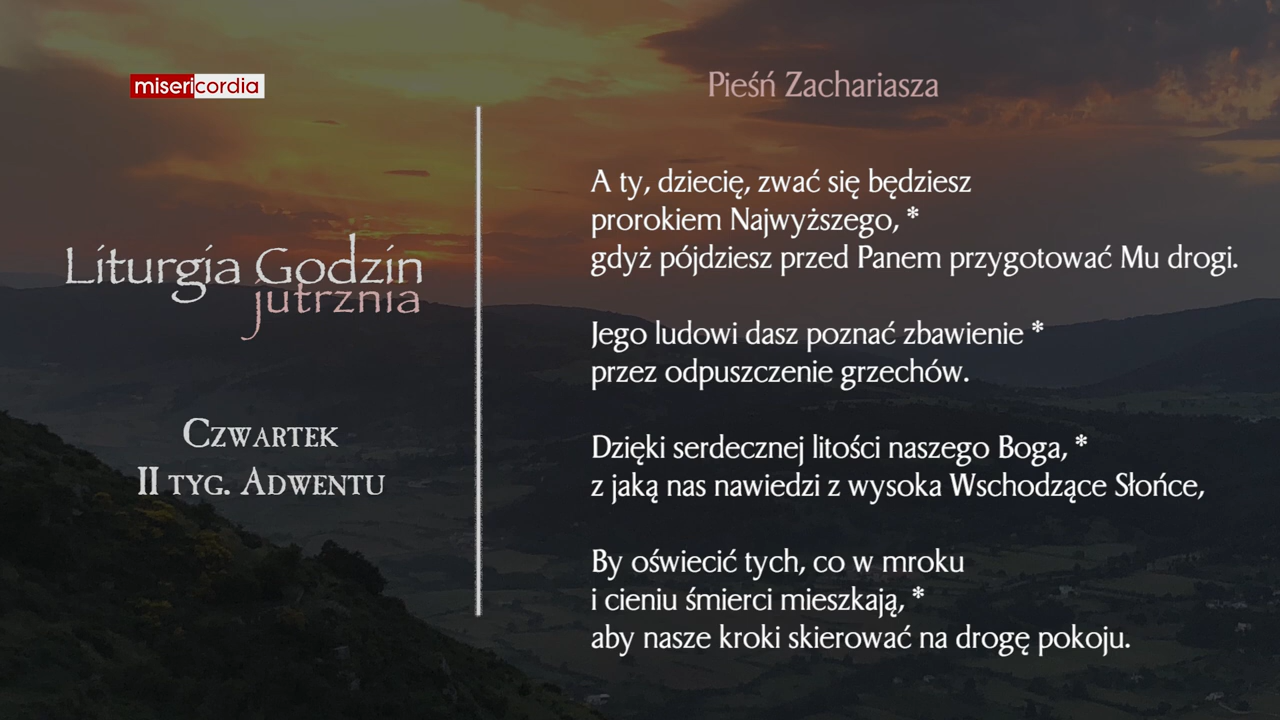 misericordia
Liturgia Godzin
jutrznia
Czwartek
II tyg. Adwentu
Pieśń Zachariasza
A ty, dziecię, zwać się będziesz
prorokiem Najwyższego, *
gdyż pójdziesz przed Panem przygotować Mu drogi.
Jego ludowi dasz poznać zbawienie *
przez odpuszczenie grzechów.
Dzięki serdecznej litości naszego Boga, *
z jaką nas nawiedzi z wysoka Wschodzące Słońce,
By oświecić tych, co w mroku
i cieniu śmierci mieszkają, *
aby nasze kroki skierować na drogę pokoju.